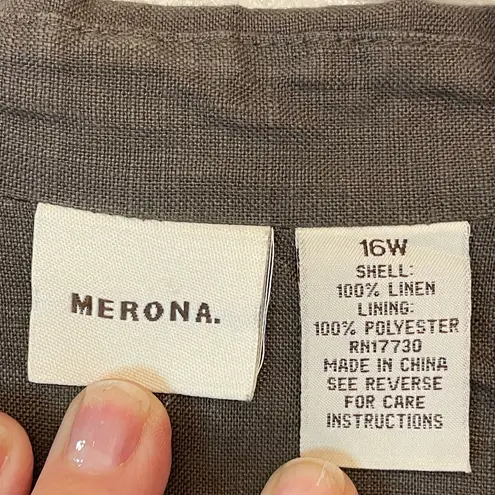 MERONA.
16W
SHELL:
100% LINEN
LINING:
100% POLYESTER
RN17730
MADE IN CHINA
SEE REVERSE
FOR CARE
INSTRUCTIONS